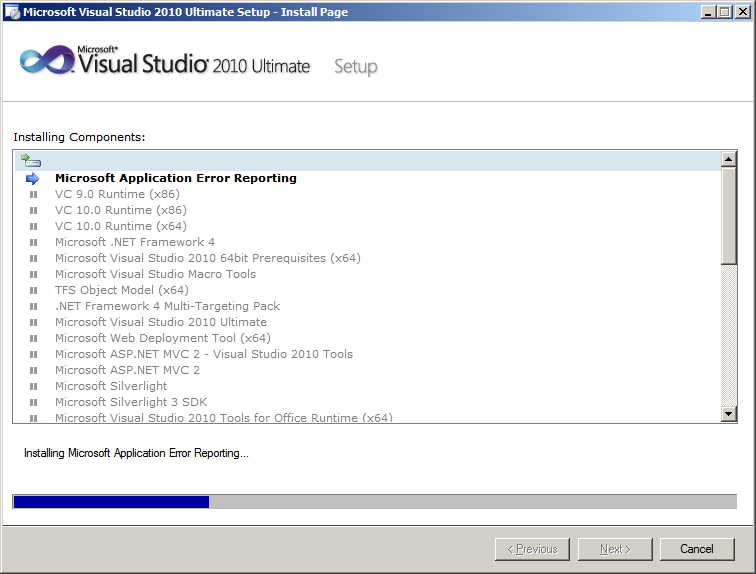 Microsoft Visual Studio 2010 Ultimate Setup - Install Page
Microsoft®
Visual Studio® 2010 Ultimate Setup
Installing Components:
Microsoft Application Error Reporting
VC 9.0 Runtime (x86)
VC 10.0 Runtime (x86)
VC 10.0 Runtime (x64)
Microsoft .NET Framework 4
Microsoft Visual Studio 2010 64bit Prerequisites (x64)
Microsoft Visual Studio Macro Tools
TFS Object Model (x64)
.NET Framework 4 Multi-Targeting Pack
Microsoft Visual Studio 2010 Ultimate
Microsoft Web Deployment Tool (x64)
Microsoft ASP.NET MVC 2 - Visual Studio 2010 Tools
Microsoft ASP.NET MVC 2
Microsoft Silverlight
Microsoft Silverlight 3 SDK
Microsoft Visual Studio 2010 Tools for Office Runtime (x64)
Installing Microsoft Application Error Reporting...
< Previous Next > Cancel